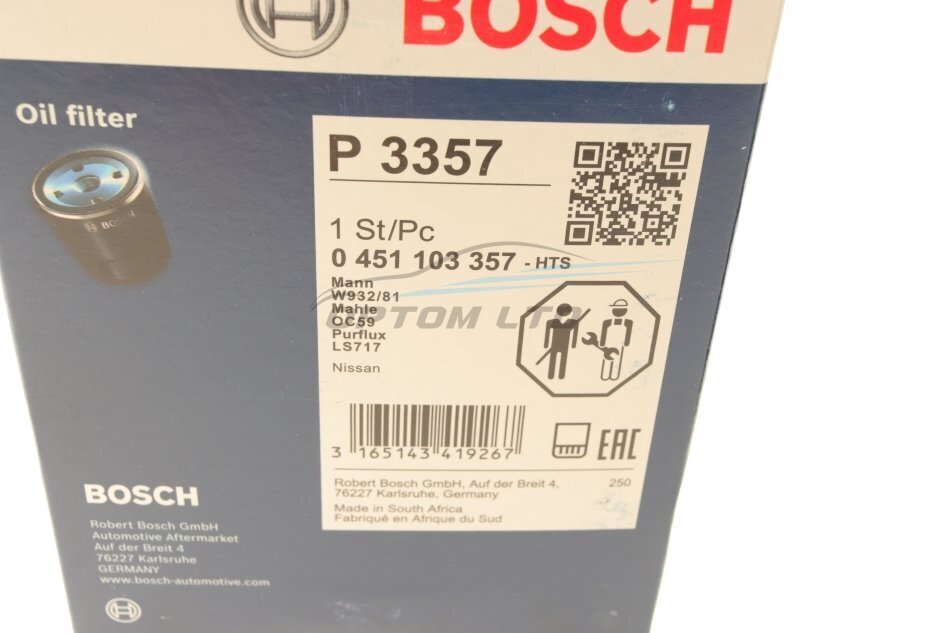 BOSCH
Oil filter
BOSCH
P 3357
1 St/Pc
0 451 103 357 - HTS
Mann
W932/81
Mahle
OC59
Purflux
LS717
Nissan
OPTOM LTD
3 165143 419267
EAC
Robert Bosch GmbH, Auf der Breit 4,
76227 Karlsruhe, Germany
250
Made in South Africa
Fabriqué en Afrique du Sud
BOSCH
Robert Bosch GmbH
Automotive Aftermarket
Auf der Breit 4
76227 Karlsruhe
GERMANY
www.bosch-automotive.com